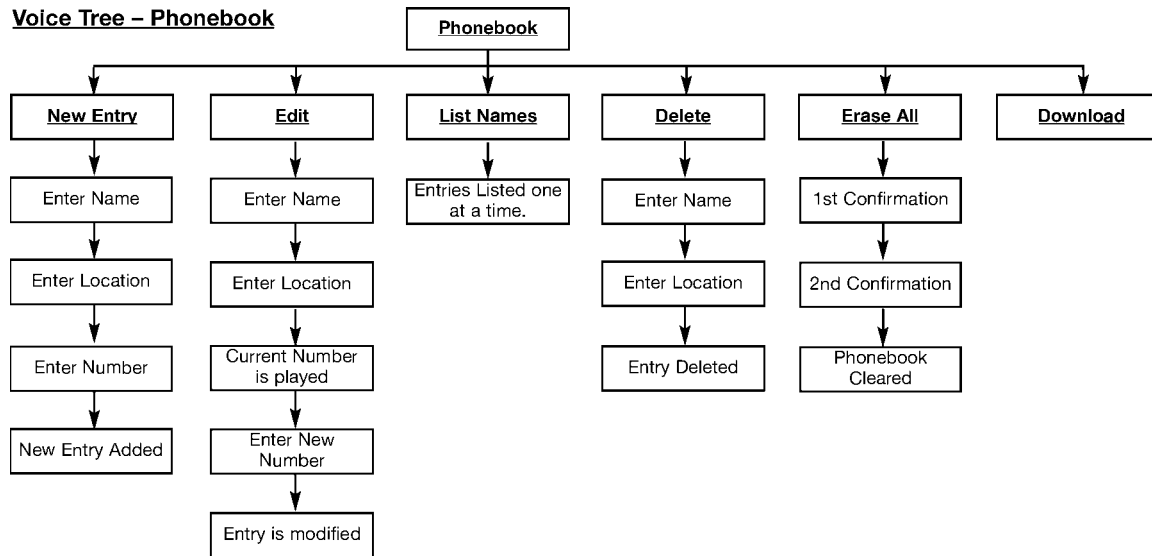 Voice Tree – Phonebook
Phonebook
New Entry
Edit
List Names
Delete
Erase All
Download
Enter Name
Enter Location
Enter Number
New Entry Added
Enter Name
Enter Location
Current Number
is played
Enter New
Number
Entry is modified
Entries Listed one
at a time.
Enter Name
Enter Location
Entry Deleted
1st Confirmation
2nd Confirmation
Phonebook
Cleared